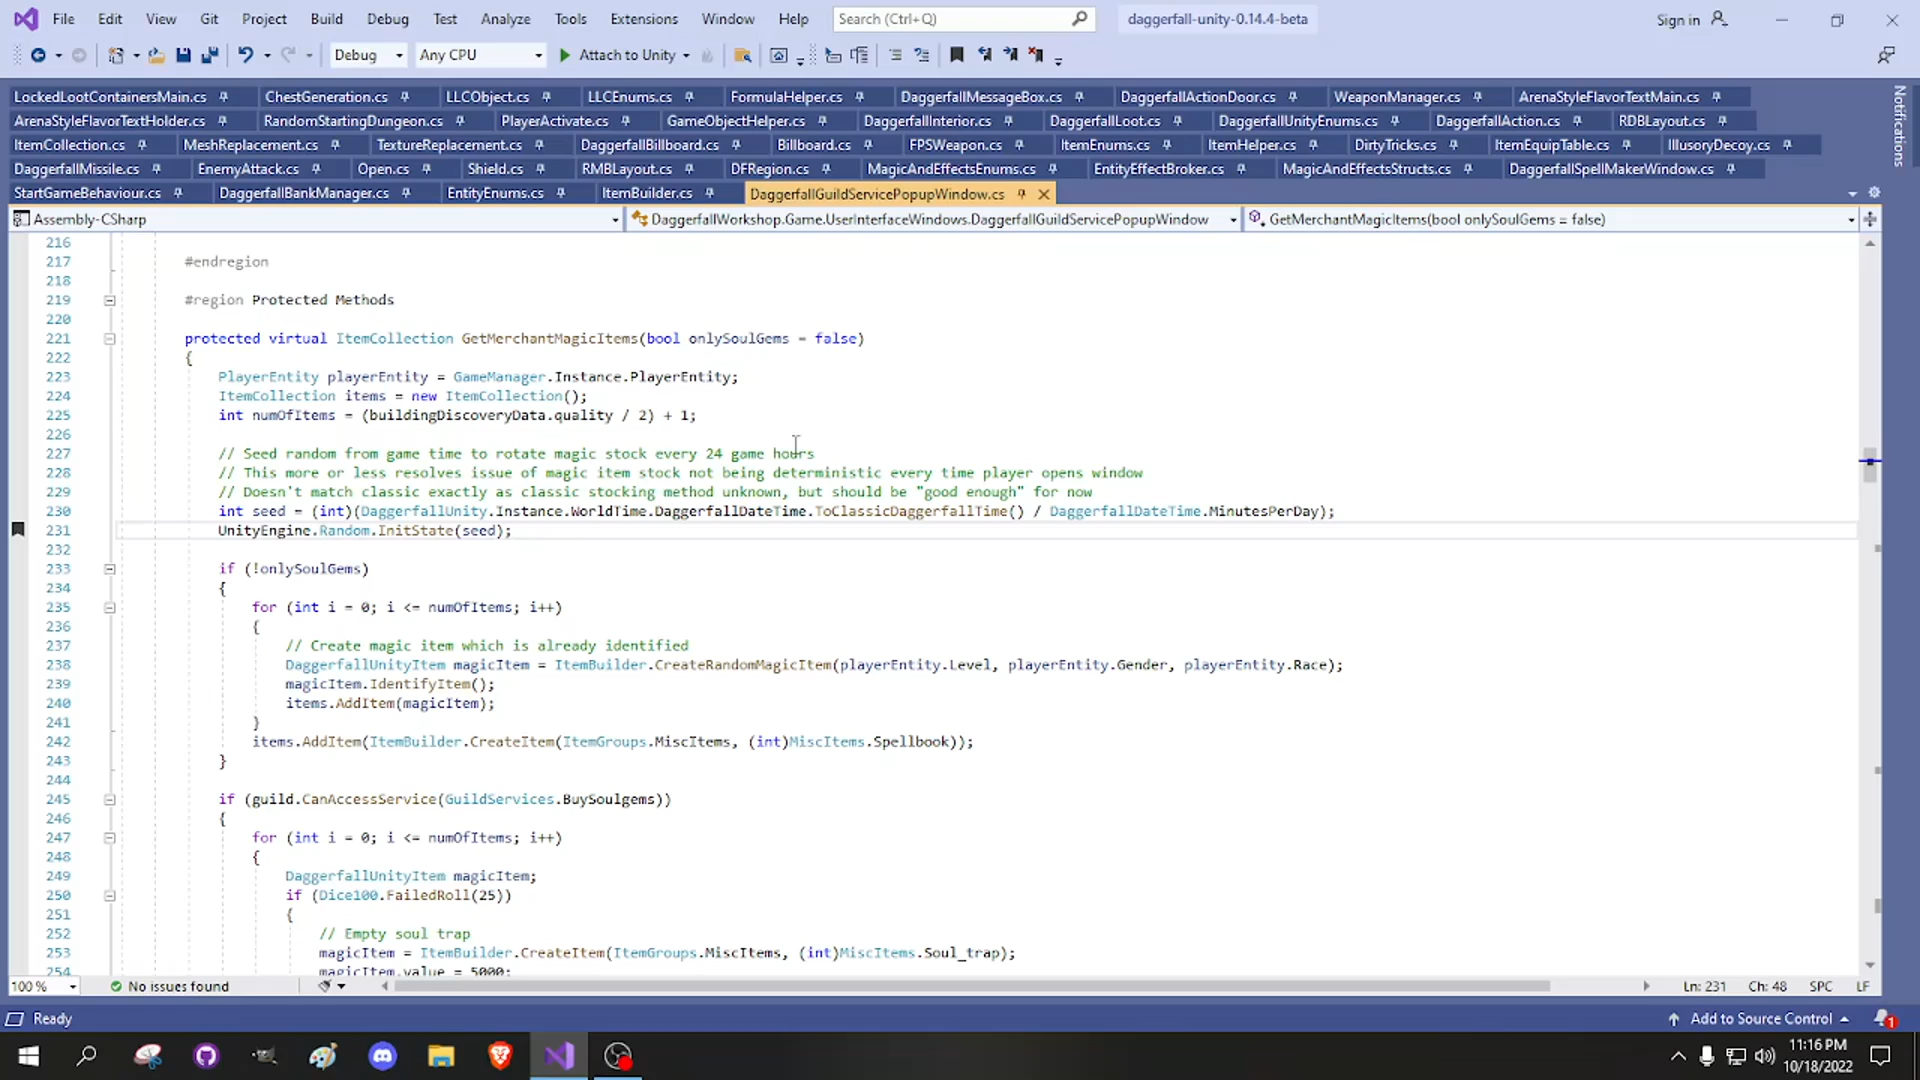 File Edit View Git Project Build Debug Test Analyze Tools Extensions Window Help Search (Ctrl+Q) daggerfall-unity-0.14.4-beta Sign in
Debug Any CPU Attach to Unity
LockedLootContainersMain.cs ChestGeneration.cs LLCObject.cs LLCEnums.cs FormulaHelper.cs DaggerfallMessageBox.cs DaggerfallActionDoor.cs WeaponManager.cs ArenaStyleFlavorTextMain.cs
ArenaStyleFlavorTextHolder.cs RandomStartingDungeon.cs PlayerActivate.cs GameObjectHelper.cs DaggerfallInterior.cs DaggerfallLoot.cs DaggerfallUnityEnums.cs DaggerfallAction.cs RDBLayout.cs
ItemCollection.cs MeshReplacement.cs TextureReplacement.cs DaggerfallBillboard.cs Billboard.cs FPSWeapon.cs ItemEnums.cs ItemHelper.cs DirtyTricks.cs ItemEquipTable.cs IllusoryDecoy.cs
DaggerfallMissile.cs EnemyAttack.cs Open.cs Shield.cs RMBLayout.cs DFRegion.cs MagicAndEffectsEnums.cs EntityEffectBroker.cs MagicAndEffectsStructs.cs DaggerfallSpellMakerWindow.cs
StartGameBehaviour.cs DaggerfallBankManager.cs EntityEnums.cs ItemBuilder.cs DaggerfallGuildServicePopupWindow.cs
Notifications
Assembly-CSharp DaggerfallWorkshop.Game.UserInterfaceWindows.DaggerfallGuildServicePopupWindow GetMerchantMagicItems(bool onlySoulGems = false)
216
217 #endregion
218
219 #region Protected Methods
220
221 protected virtual ItemCollection GetMerchantMagicItems(bool onlySoulGems = false)
222 {
223 PlayerEntity playerEntity = GameManager.Instance.PlayerEntity;
224 ItemCollection items = new ItemCollection();
225 int numOfItems = (buildingDiscoveryData.quality / 2) + 1;
226
227 // Seed random from game time to rotate magic stock every 24 game hours
228 // This more or less resolves issue of magic item stock not being deterministic every time player opens window
229 // Doesn't match classic exactly as classic stocking method unknown, but should be "good enough" for now
230 int seed = (int)(DaggerfallUnity.Instance.WorldTime.DaggerfallDateTime.ToClassicDaggerfallTime() / DaggerfallDateTime.MinutesPerDay);
231 UnityEngine.Random.InitState(seed);
232
233 if (!onlySoulGems)
234 {
235 for (int i = 0; i <= numOfItems; i++)
236 {
237 // Create magic item which is already identified
238 DaggerfallUnityItem magicItem = ItemBuilder.CreateRandomMagicItem(playerEntity.Level, playerEntity.Gender, playerEntity.Race);
239 magicItem.IdentifyItem();
240 items.AddItem(magicItem);
241 }
242 items.AddItem(ItemBuilder.CreateItem(ItemGroups.MiscItems, (int)MiscItems.Spellbook));
243 }
244
245 if (guild.CanAccessService(GuildServices.BuySoulgems))
246 {
247 for (int i = 0; i <= numOfItems; i++)
248 {
249 DaggerfallUnityItem magicItem;
250 if (Dice100.FailedRoll(25))
251 {
252 // Empty soul trap
253 magicItem = ItemBuilder.CreateItem(ItemGroups.MiscItems, (int)MiscItems.Soul_trap);
254 magicItem.value = 5000;
100 % No issues found Ln: 231 Ch: 48 SPC LF
Ready Add to Source Control 1
11:16 PM
10/18/2022